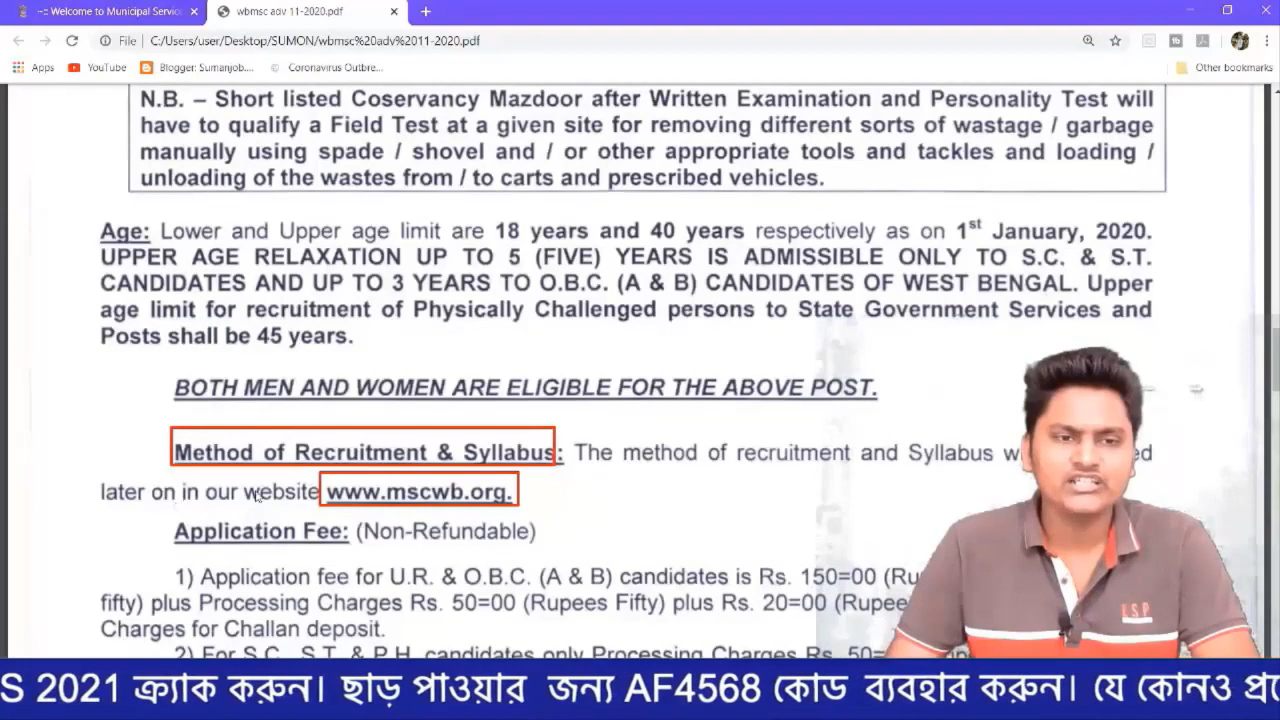 --:: Welcome to Municipal Servic
wbmsc adv 11-2020.pdf
File
C:/Users/user/Desktop/SUMON/wbmsc%20adv%2011-2020.pdf
Apps
YouTube
Blogger: Sumanjob....
Coronavirus Outbre...
Other bookmarks
N.B. – Short listed Coservancy Mazdoor after Written Examination and Personality Test will
have to qualify a Field Test at a given site for removing different sorts of wastage / garbage
manually using spade / shovel and / or other appropriate tools and tackles and loading /
unloading of the wastes from / to carts and prescribed vehicles.
Age: Lower and Upper age limit are 18 years and 40 years respectively as on 1st January, 2020.
UPPER AGE RELAXATION UP TO 5 (FIVE) YEARS IS ADMISSIBLE ONLY TO S.C. & S.T.
CANDIDATES AND UP TO 3 YEARS TO O.B.C. (A & B) CANDIDATES OF WEST BENGAL. Upper
age limit for recruitment of Physically Challenged persons to State Government Services and
Posts shall be 45 years.
BOTH MEN AND WOMEN ARE ELIGIBLE FOR THE ABOVE POST.
Method of Recruitment & Syllabus: The method of recruitment and Syllabus
later on in our website www.mscwb.org.
Application Fee: (Non-Refundable)
1) Application fee for U.R. & O.B.C. (A & B) candidates is Rs. 150=00
fifty) plus Processing Charges Rs. 50=00 (Rupees Fifty) plus Rs. 20=00
Charges for Challan deposit.
2) For S.C., S.T. & P.H. candidates only Processing Charges Rs.
ESP
S 2021 ক্র্যাক করুন। ছাড় পাওয়ার জন্য AF4568 কোড ব্যবহার করুন। যে কোনও